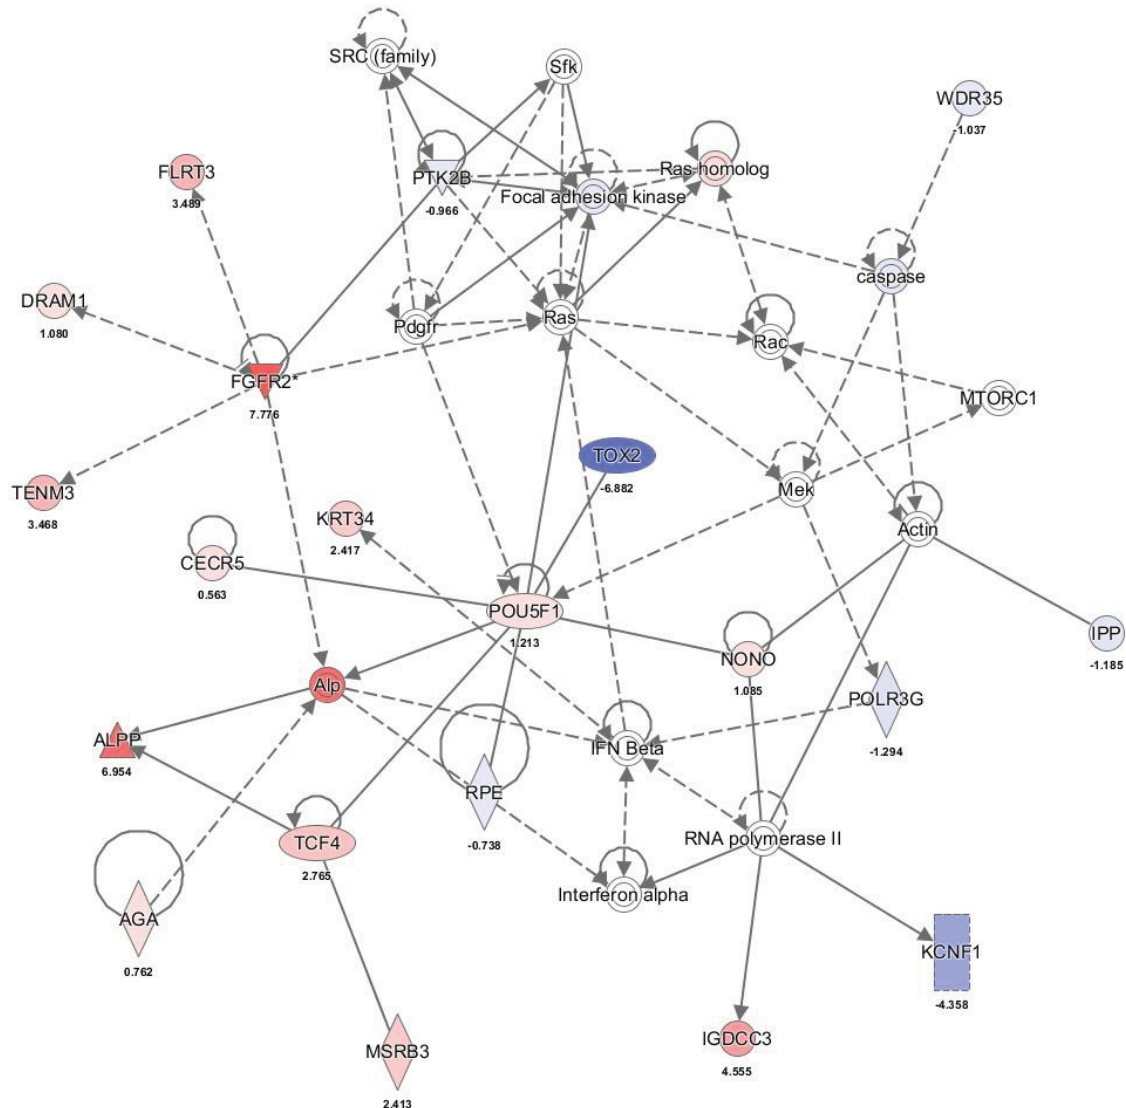 SRC (family)
Sfk
WDR35
-1.037
FLRT3
3.489
PTK2B
-0.966
Ras homolog
Focal adhesion kinase
caspase
DRAM1
1.080
Pdgfr
Ras
Rac
FGFR2*
7.776
MTORC1
TOX2
-6.882
TENM3
3.468
Mek
KRT34
2.417
Actin
CECR5
0.563
POU5F1
1.213
NONO
1.085
IPP
-1.185
Alp
POLR3G
-1.294
ALPP
6.954
IFN Beta
RPE
-0.738
TCF4
2.765
RNA polymerase II
Interferon alpha
AGA
0.762
KCNF1
-4.358
IGDCC3
4.555
MSRB3
2.413